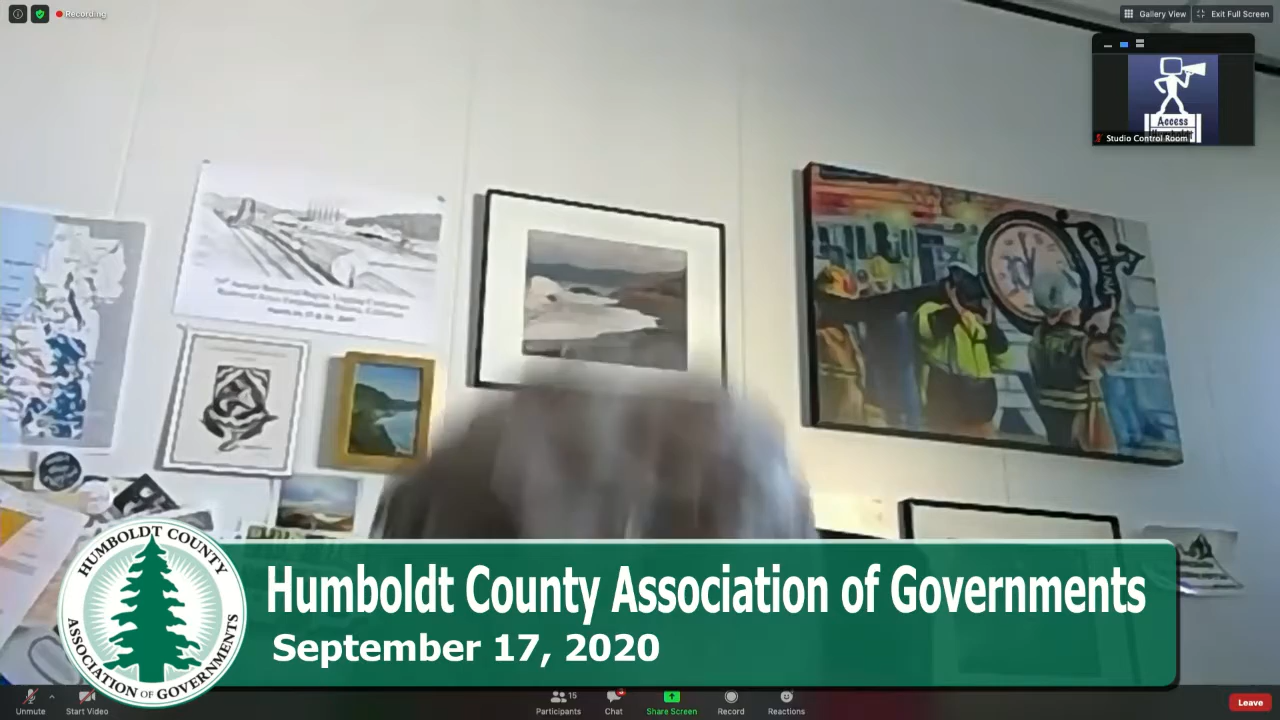 Recording
Gallery View
Exit Full Screen
Access
Studio Control Room
HUMBOLDT COUNTY
ASSOCIATION OF GOVERNMENTS
Humboldt County Association of Governments
September 17, 2020
Unmute
Start Video
Participants
15
Chat
Share Screen
Record
Reactions
Leave